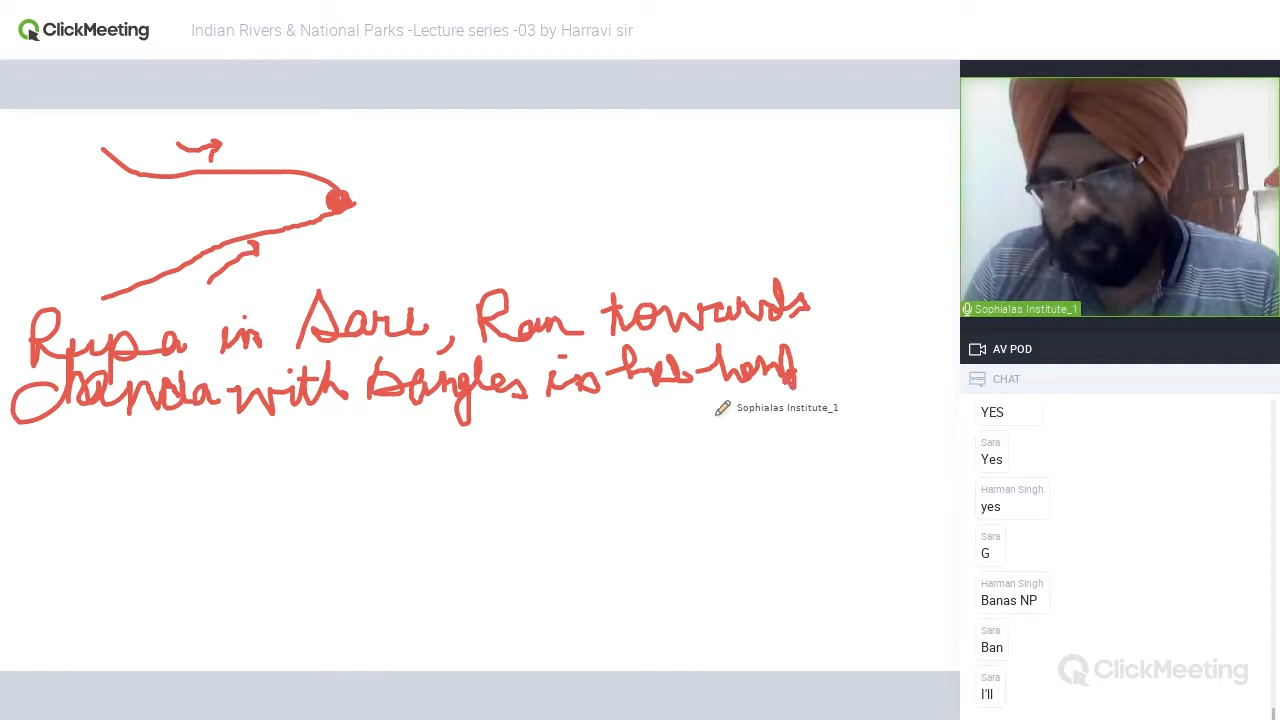 ClickMeeting
Indian Rivers & National Parks -Lecture series -03 by Harravi sir
Rupa in Sari, Ran towards
Chanda with bangles in her hand
Sophialas Institute_1
Sophialas Institute_1
AV POD
CHAT
YES
Sara
Yes
Harman Singh
yes
Sara
G
Harman Singh
Banas NP
Sara
Ban
Sara
I'll
ClickMeeting